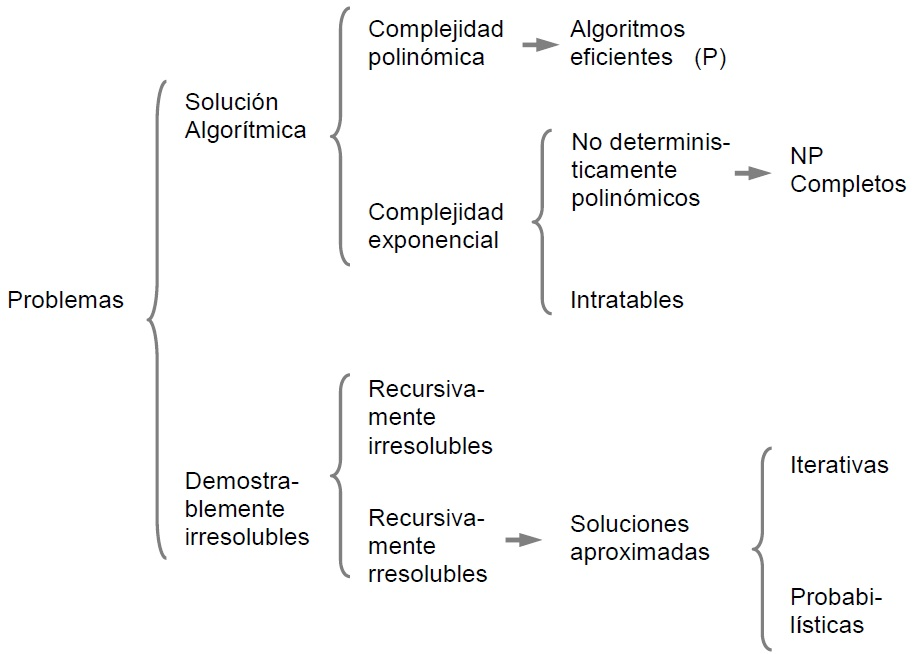 Complejidad
polinómica
Algoritmos
eficientes (P)
Solución
Algorítmica
No determinis-
ticamente
polinómicos
NP
Completos
Complejidad
exponencial
Intratables
Problemas
Recursiva-
mente
irresolubles
Demostra-
blemente
irresolubles
Recursiva-
mente
rresolubles
Soluciones
aproximadas
Iterativas
Probabi-
lísticas